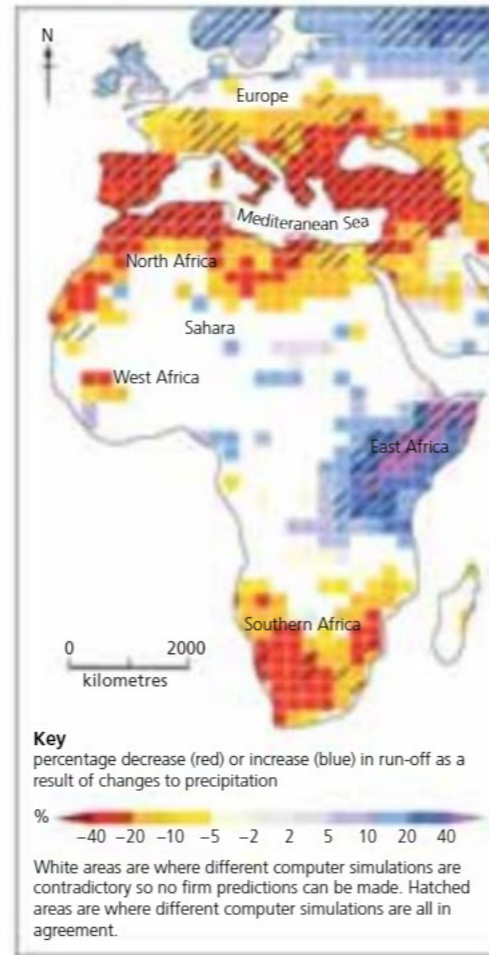 N
Europe
Mediteranean Sea
North Africa
Sahara
West Africa
East Africa
Southern Africa
0 2000
kilometres
Key
percentage decrease (red) or increase (blue) in run-off as a
result of changes to precipitation
% −40 −20 −10 −5 −2 2 5 10 20 40
White areas are where different computer simulations are
contradictory so no firm predictions can be made. Hatched
areas are where different computer simulations are all in
agreement.